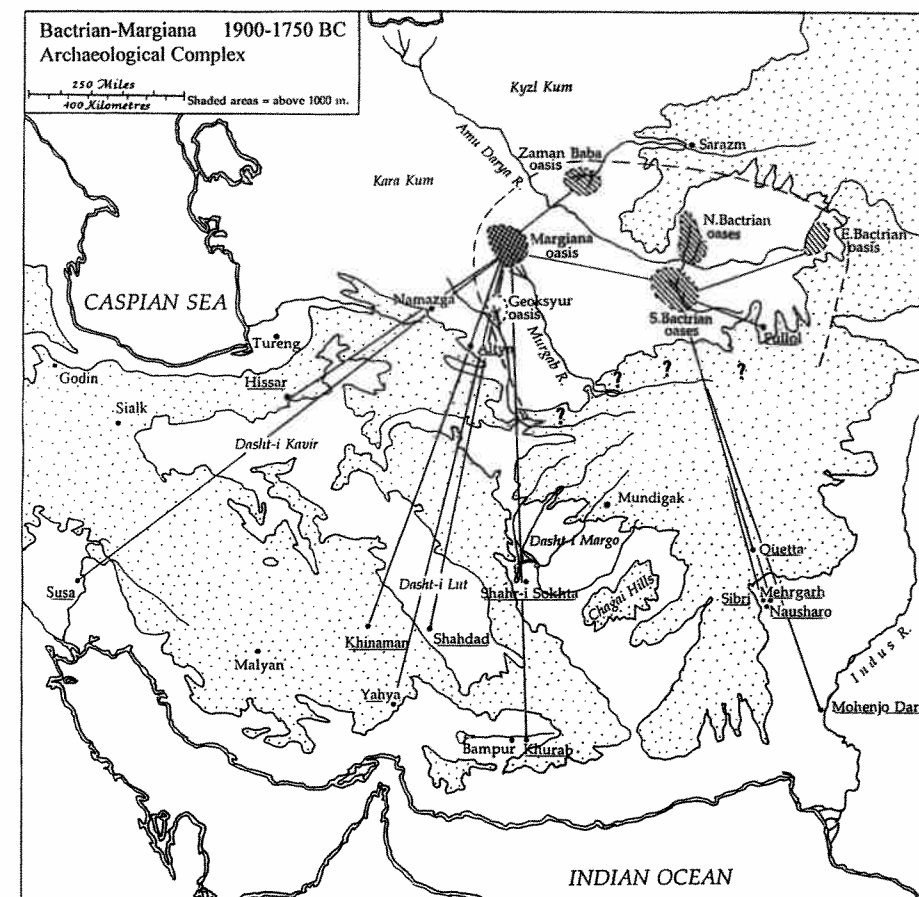 Bactrian-Margiana 1900-1750 BC
Archaeological Complex
250 Miles
400 Kilometres
Shaded areas = above 1000 m.
Kyzl Kum
Amu Darya R.
Zaman Baba
oasis
Sarazm
Kara Kum
N.Bactrian
oases
E.Bactrian
oasis
Margiana
oasis
CASPIAN SEA
Namazga
Geoksyur
oasis
S.Bactrian
oases
Fullol
Tureng
Altyn
Murgab R.
Godin
Hissar
?
?
?
?
Sialk
Dasht-i Kavir
Mundigak
Dasht-i Margo
Quetta
Susa
Dasht-i Lut
Shahr-i Sokhta
Chagai Hills
Sibri
Mehrgarh
Nausharo
Khinaman
Shahdad
Malyan
Indus R.
Yahya
Mohenjo Dar
Bampur
Khurab
INDIAN OCEAN